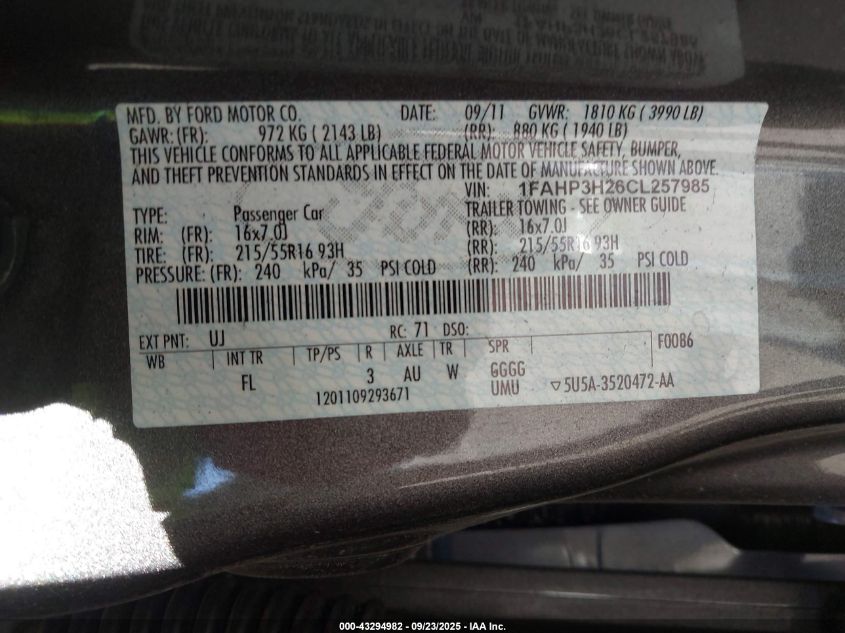 MFD. BY FORD MOTOR CO. DATE: 09/11 GVWR: 1810 KG ( 3990 LB)
GAWR: (FR): 972 KG ( 2143 LB) (RR): 880 KG ( 1940 LB)
THIS VEHICLE CONFORMS TO ALL APPLICABLE FEDERAL MOTOR VEHICLE SAFETY, BUMPER,
AND THEFT PREVENTION STANDARDS IN EFFECT ON THE DATE OF MANUFACTURE SHOWN ABOVE.
VIN: 1FAHP3H26CL257985
TYPE: Passenger Car TRAILER TOWING - SEE OWNER GUIDE
RIM: (FR): 16x7.0J (RR): 16x7.0J
TIRE: (FR): 215/55R16 93H (RR): 215/55R16 93H
PRESSURE: (FR): 240 kPa/ 35 PSI COLD (RR): 240 kPa/ 35 PSI COLD
EXT PNT: UJ RC: 71 DSO: F0086
WB INT TR TP/PS R AXLE TR SPR
FL 3 AU W GGGG
UMU ▽5U5A-3520472-AA
1201109293671
000-43294982 - 09/23/2025 - IAA Inc.